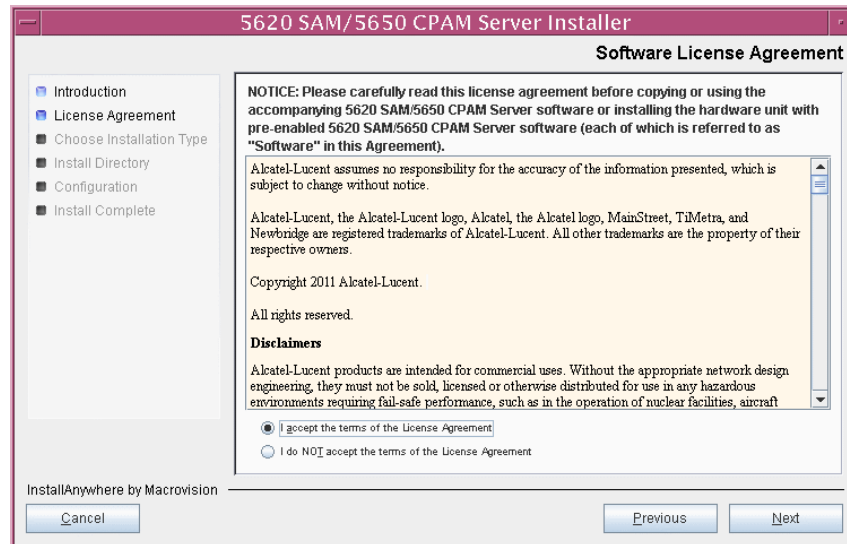 5620 SAM/5650 CPAM Server Installer
Software License Agreement
Introduction
License Agreement
Choose Installation Type
Install Directory
Configuration
Install Complete
NOTICE: Please carefully read this license agreement before copying or using the
accompanying 5620 SAM/5650 CPAM Server software or installing the hardware unit with
pre-enabled 5620 SAM/5650 CPAM Server software (each of which is referred to as
"Software" in this Agreement).
Alcatel-Lucent assumes no responsibility for the accuracy of the information presented, which is
subject to change without notice.
Alcatel-Lucent, the Alcatel-Lucent logo, Alcatel, the Alcatel logo, MainStreet, TiMetra, and
Newbridge are registered trademarks of Alcatel-Lucent. All other trademarks are the property of their
respective owners.
Copyright 2011 Alcatel-Lucent.
All rights reserved.
Disclaimers
Alcatel-Lucent products are intended for commercial uses. Without the appropriate network design
engineering, they must not be sold, licensed or otherwise distributed for use in any hazardous
environments requiring fail-safe performance, such as in the operation of nuclear facilities, aircraft
I accept the terms of the License Agreement
I do NOT accept the terms of the License Agreement
InstallAnywhere by Macrovision
Cancel
Previous
Next